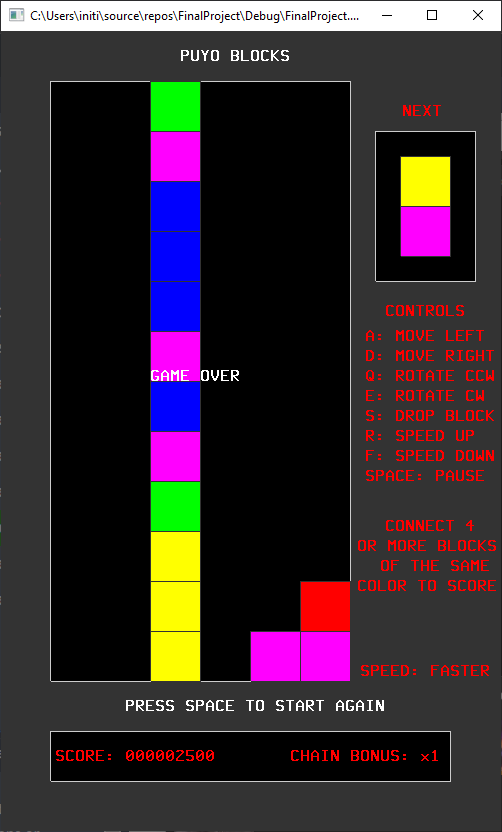 C:\Users\initi\source\repos\FinalProject\Debug\FinalProject....
PUYO BLOCKS
NEXT
CONTROLS
A: MOVE LEFT
D: MOVE RIGHT
Q: ROTATE CCW
E: ROTATE CW
S: DROP BLOCK
R: SPEED UP
F: SPEED DOWN
SPACE: PAUSE
GAME OVER
CONNECT 4
OR MORE BLOCKS
OF THE SAME
COLOR TO SCORE
SPEED: FASTER
PRESS SPACE TO START AGAIN
SCORE: 000002500 CHAIN BONUS: x1